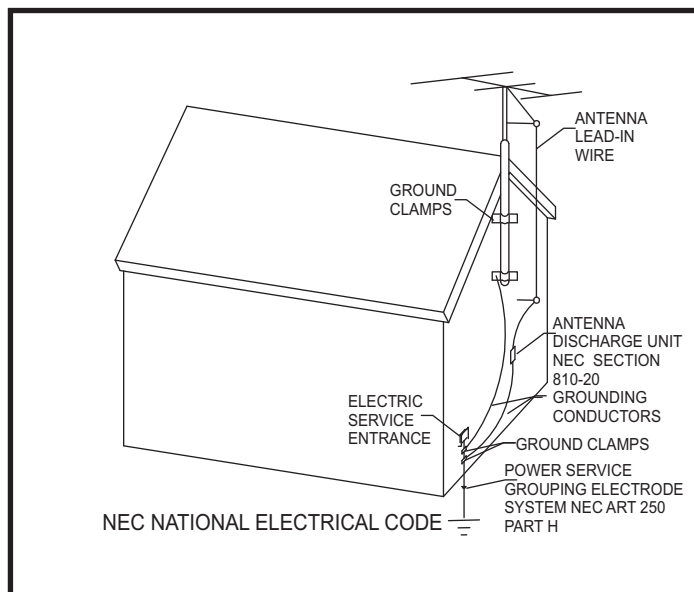 ANTENNA
LEAD-IN
WIRE
GROUND
CLAMPS
ANTENNA
DISCHARGE UNIT
NEC SECTION
810-20
GROUNDING
CONDUCTORS
ELECTRIC
SERVICE
ENTRANCE
GROUND CLAMPS
POWER SERVICE
GROUPING ELECTRODE
SYSTEM NEC ART 250
PART H
NEC NATIONAL ELECTRICAL CODE